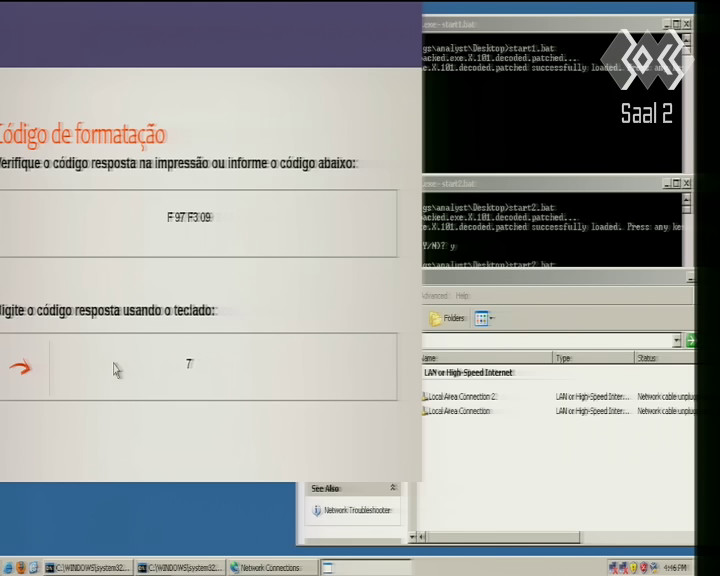 Código de formatação
Verifique o código resposta na impressão ou informe o código abaixo:
F 97 F3 09
Digite o código resposta usando o teclado:
7
.exe - start1.bat
gs\analyst\Desktop>start1.bat
acked.exe.X.101.decoded.patched...
e.X.101.decoded.patched successfully loaded. Press any
Saal 2
.exe - start2.bat
gs\analyst\Desktop>start2.bat
acked.exe.X.101.decoded.patched...
e.X.101.decoded.patched successfully loaded. Press any ke
Y/N)? y
gs\analyst\Desktop>start2.bat
Advanced Help
Folders
Name Type Status
LAN or High-Speed Internet
Local Area Connection 2 LAN or High-Speed Inter... Network cable unplu
Local Area Connection LAN or High-Speed Inter... Network cable unplu
See Also
Network Troubleshooter
C:\WINDOWS\system32... C:\WINDOWS\system32... Network Connections 4:46 PM